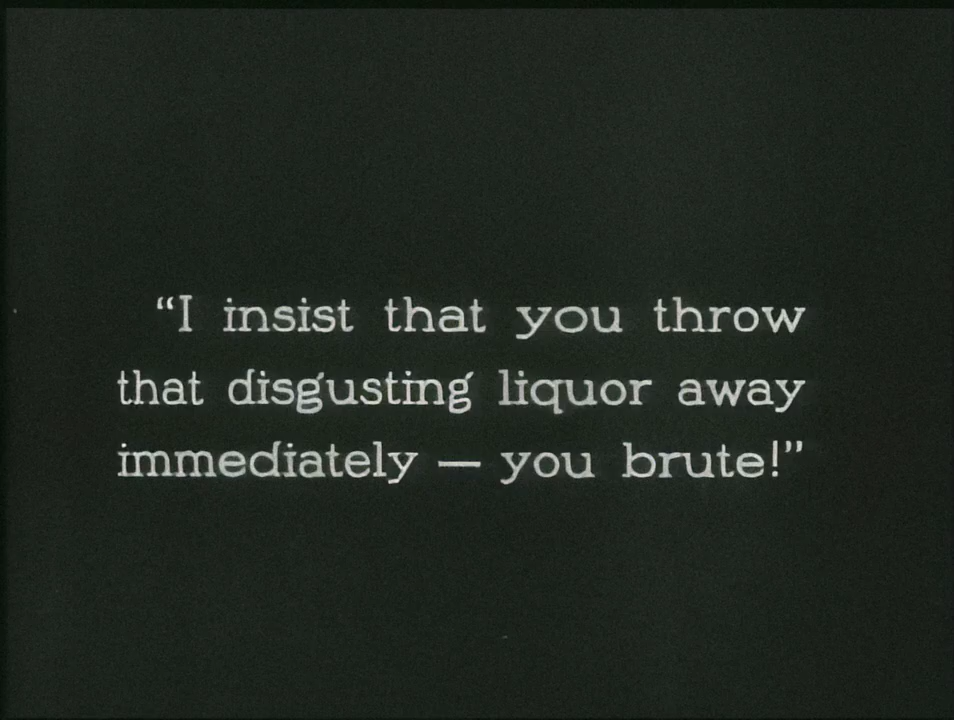 “I insist that you throw
that disgusting liquor away
immediately — you brute!”